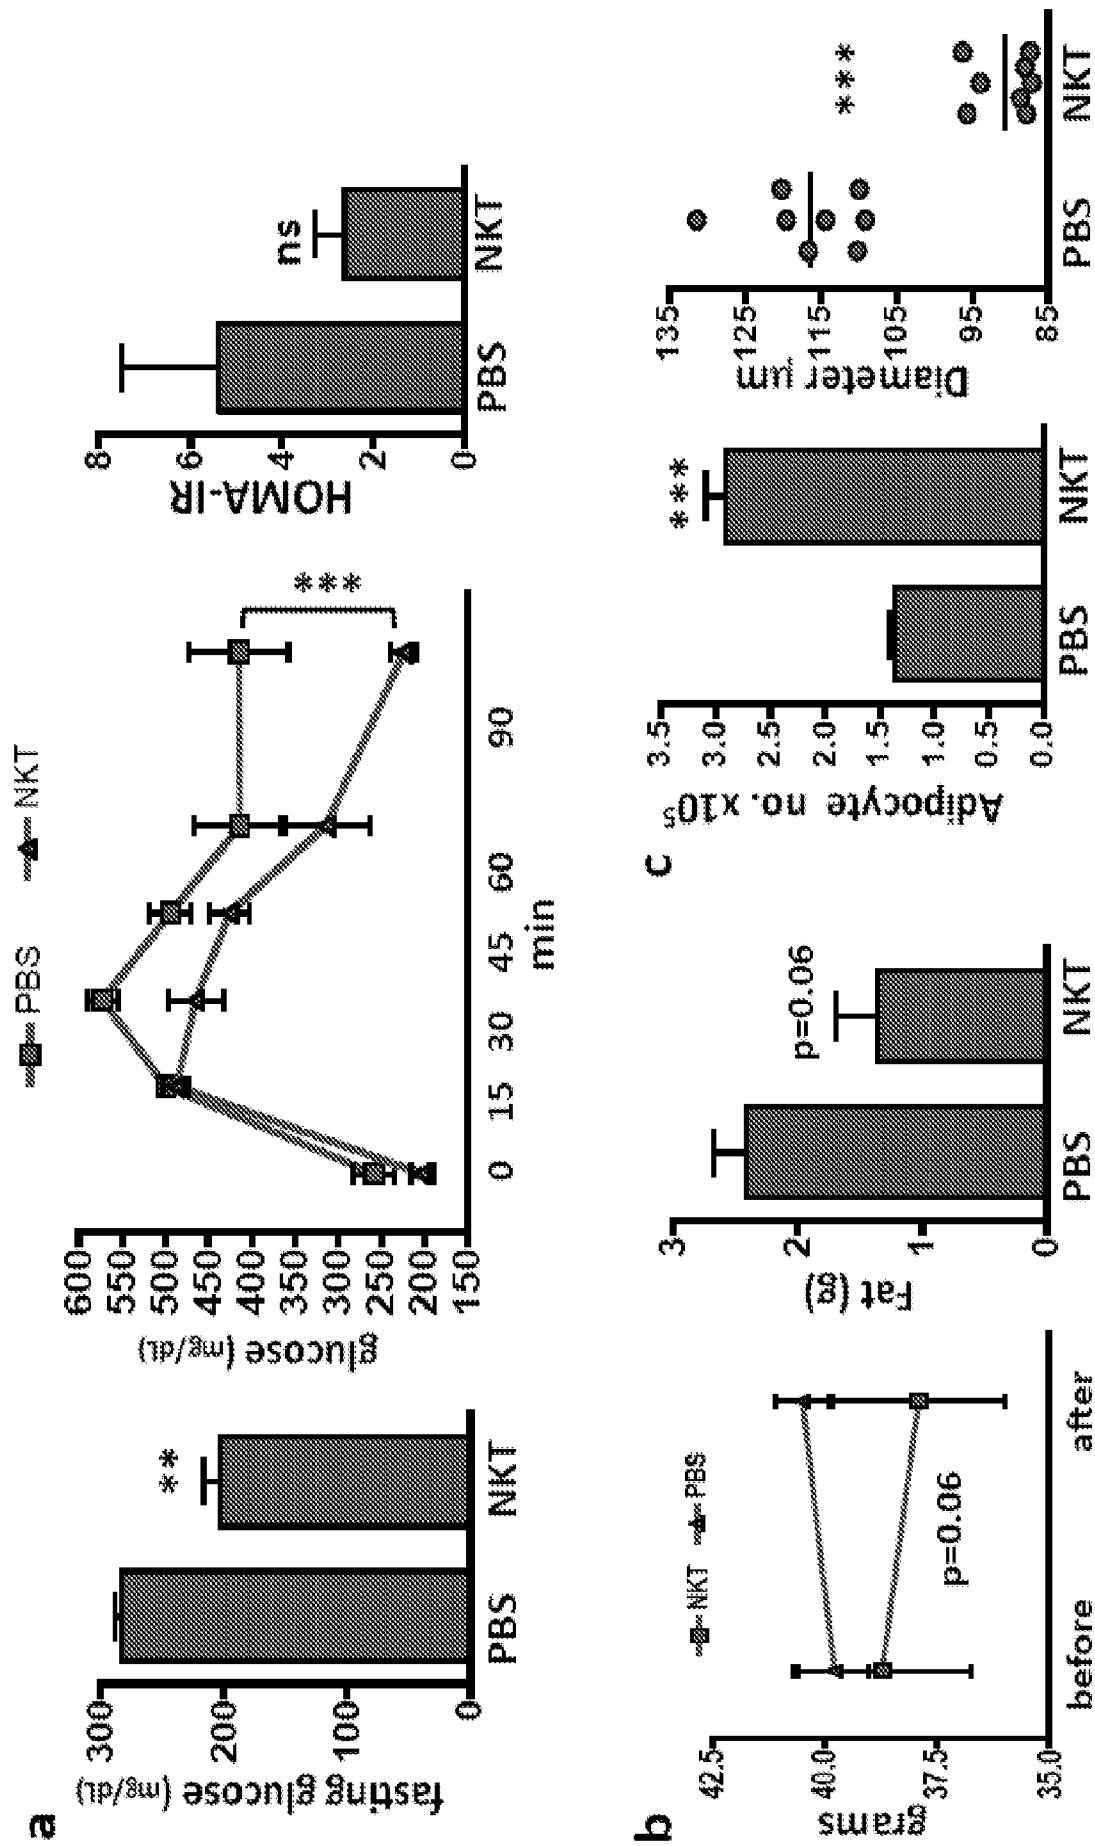 a
fasting glucose (mg/dL)
300
200
100
0
PBS
NKT
**
PBS
NKT
glucose (mg/dL)
600
550
500
450
400
350
300
250
200
150
0
15
30
45
60
90
min
***
HOMA-IR
8
6
4
2
0
PBS
NKT
ns
b
grams
42.5
40.0
37.5
35.0
NKT
PBS
p=0.06
before
after
Fat (g)
3
2
1
0
PBS
NKT
p=0.06
c
Adipocyte no. x10⁵
3.5
3.0
2.5
2.0
1.5
1.0
0.5
0.0
PBS
NKT
***
Diameter µm
135
125
115
105
95
85
PBS
NKT
***